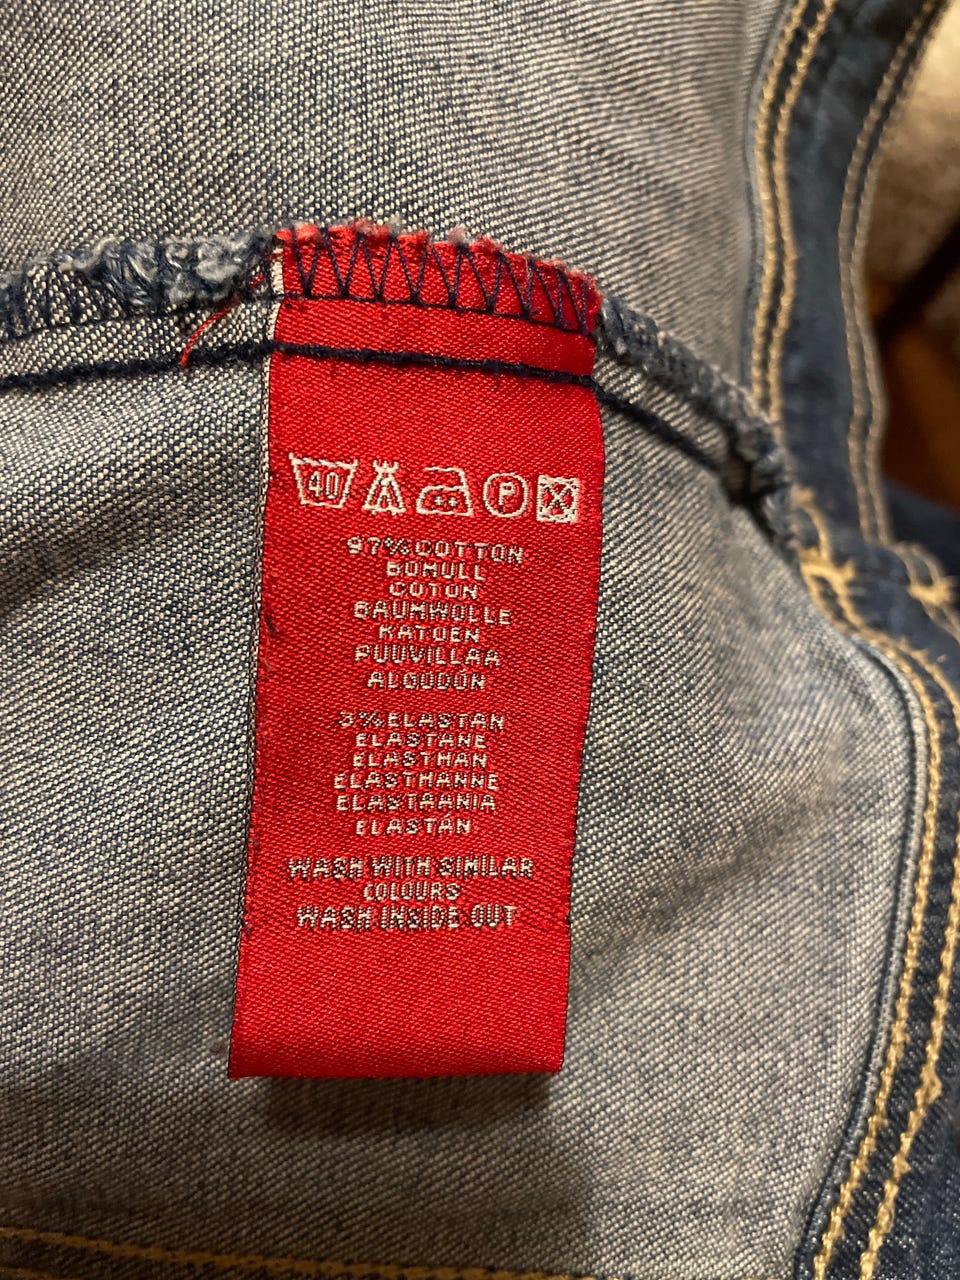 40 P
97% COTTON
BOMULL
COTON
BAUMWOLLE
KATOEN
PUUVILLAA
ALGODÓN
3% ELASTAN
ELASTANE
ELASTHAN
ELASTHANNE
ELASTAANIA
ELASTÁN
WASH WITH SIMILAR
COLOURS
WASH INSIDE OUT